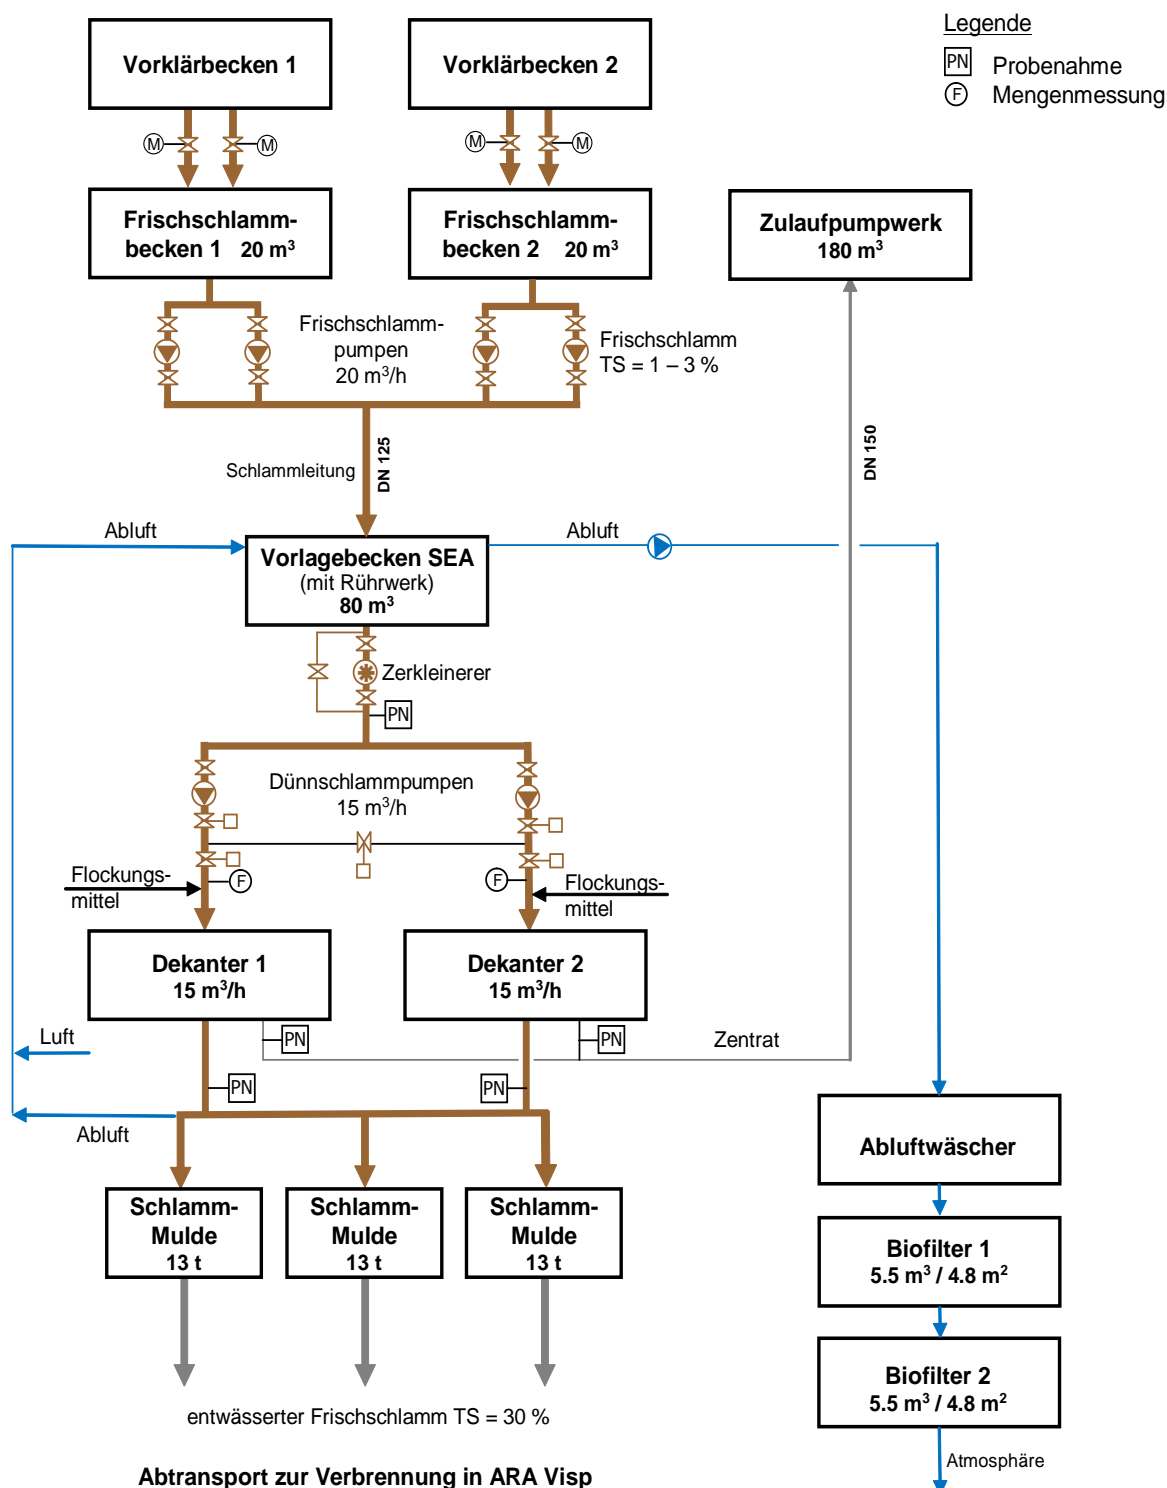 Legende
PN Probenahme
F Mengenmessung
Vorklärbecken 1
Vorklärbecken 2
M
M
M
M
Frischschlamm-
becken 1 20 m³
Frischschlamm-
becken 2 20 m³
Zulaufpumpwerk
180 m³
Frischschlamm-
pumpen
20 m³/h
Frischschlamm
TS = 1 – 3 %
DN 125
DN 150
Schlammleitung
Abluft
Abluft
Vorlagebecken SEA
(mit Rührwerk)
80 m³
Zerkleinerer
PN
Dünnschlammpumpen
15 m³/h
F
F
Flockungs-
mittel
Flockungs-
mittel
Dekanter 1
15 m³/h
Dekanter 2
15 m³/h
Luft
PN
PN
Zentrat
PN
PN
Abluft
Schlamm-
Mulde
13 t
Schlamm-
Mulde
13 t
Schlamm-
Mulde
13 t
Abluftwäscher
Biofilter 1
5.5 m³ / 4.8 m²
Biofilter 2
5.5 m³ / 4.8 m²
entwässerter Frischschlamm TS = 30 %
Atmosphäre
Abtransport zur Verbrennung in ARA Visp